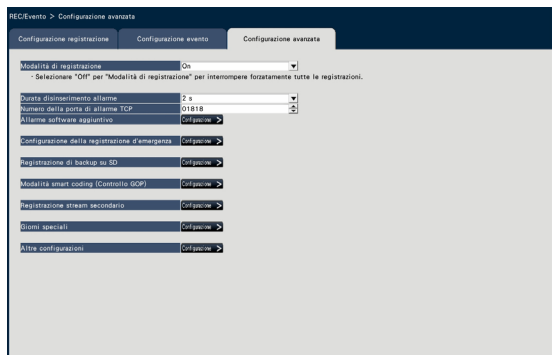 REC/Evento > Configurazione avanzata
Configurazione registrazione Configurazione evento Configurazione avanzata
Modalità di registrazione On
- Selezionare "Off" per "Modalità di registrazione" per interrompere forzatamente tutte le registrazioni.
Durata disinserimento allarme 2 s
Numero della porta di allarme TCP 01818
Allarme software aggiuntivo Configurazione >
Configurazione della registrazione d'emergenza Configurazione >
Registrazione di backup su SD Configurazione >
Modalità smart coding (Controllo GOP) Configurazione >
Registrazione stream secondario Configurazione >
Giorni speciali Configurazione >
Altre configurazioni Configurazione >